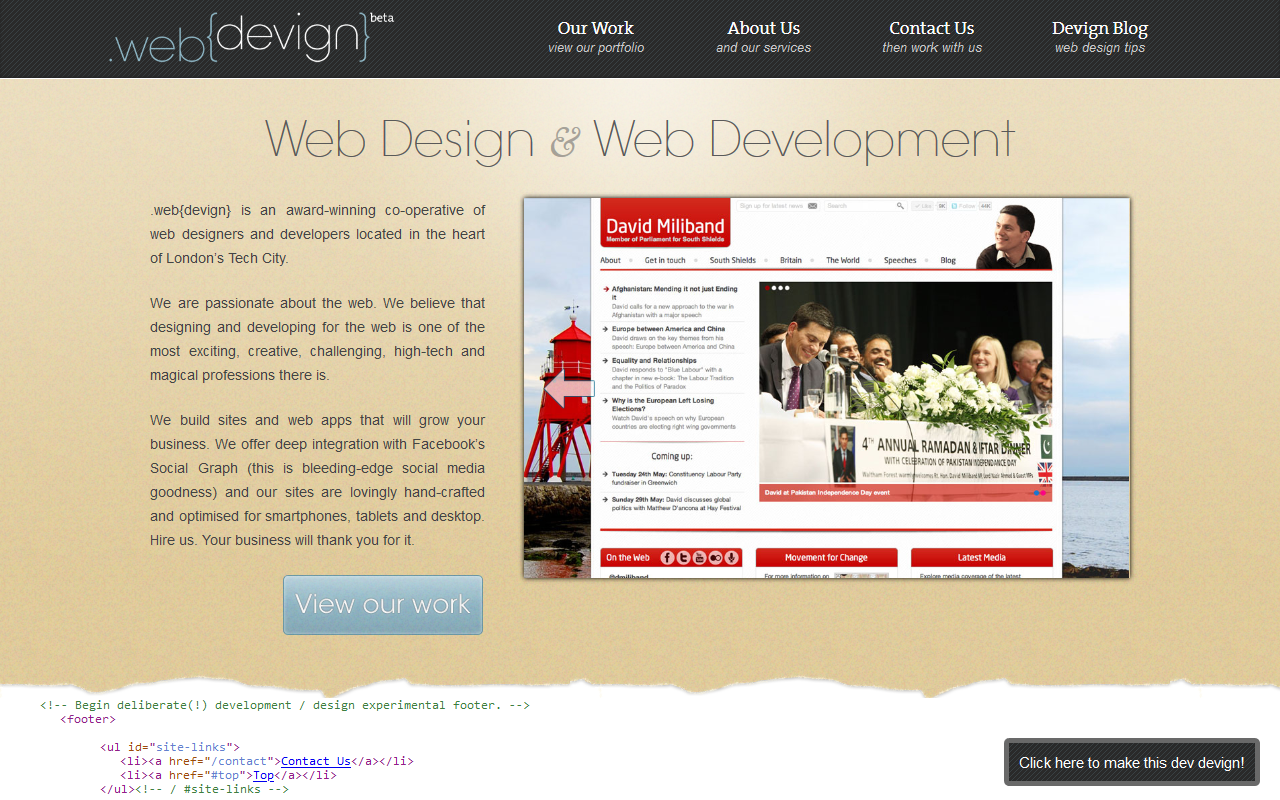 .web{devign}beta
Our Work
view our portfolio
About Us
and our services
Contact Us
then work with us
Devign Blog
web design tips
Web Design & Web Development
.web{devign} is an award-winning co-operative of
web designers and developers located in the heart
of London's Tech City.
We are passionate about the web. We believe that
designing and developing for the web is one of the
most exciting, creative, challenging, high-tech and
magical professions there is.
We build sites and web apps that will grow your
business. We offer deep integration with Facebook's
Social Graph (this is bleeding-edge social media
goodness) and our sites are lovingly hand-crafted
and optimised for smartphones, tablets and desktop.
Hire us. Your business will thank you for it.
View our work
David Miliband
Member of Parliament for South Shields
Sign up for latest news
Search
Like
Follow
About
Get in touch
South Shields
Britain
The World
Speeches
Blog
Afghanistan: Mending it not just Ending
it
David calls for a new approach to the war in
Afghanistan with a major speech
Europe between America and China
David draws on the key themes from his
speech: Europe between America and China
Equality and Relationships
David responds to "Blue Labour" with a
chapter in new e-book: The Labour Tradition
and the Politics of Paradox
Why is the European Left Losing
Elections?
Watch David's speech on why European
countries are electing right wing governments
Coming up:
Tuesday 24th May: Constituency Labour Party
fundraiser in Greenwich
Sunday 29th May: David discusses global
politics with Matthew D'ancona at Hay Festival
4TH ANNUAL RAMADAN & IFTAR DINNER
WITH CELEBRATION OF PAKISTAN INDEPENDANCE DAY
David at Pakistan Independence Day event
On the Web
Movement for Change
Latest Media
@dmiliband
For more information on
Explore media coverage of the latest
<!-- Begin deliberate(!) development / design experimental footer. -->
<footer>
<ul id="site-links">
<li><a href="/contact">Contact Us</a></li>
<li><a href="#top">Top</a></li>
</ul><!-- / #site-links -->
Click here to make this dev devign!